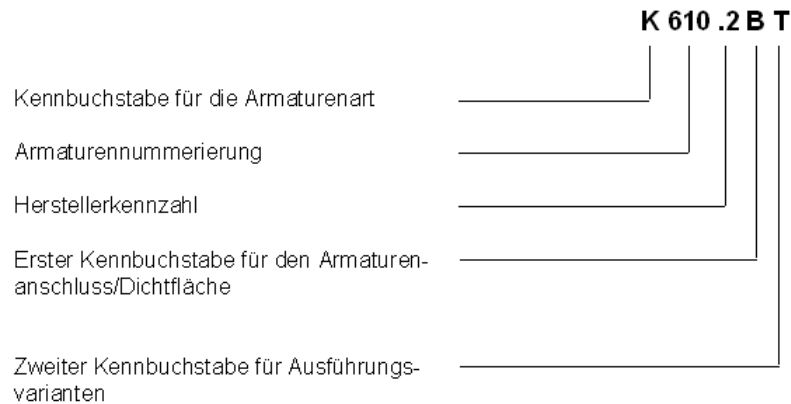 K 610 .2 B T
Kennbuchstabe für die Armaturenart
Armaturennummerierung
Herstellerkennzahl
Erster Kennbuchstabe für den Armaturen-
anschluss/Dichtfläche
Zweiter Kennbuchstabe für Ausführungs-
varianten